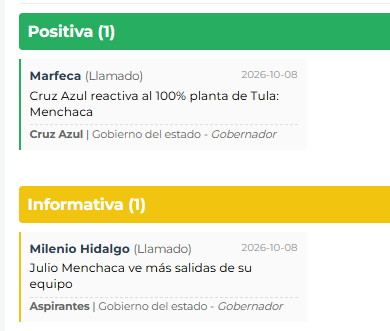 Positiva (1)
Marfeca (Llamado) 2026-10-08
Cruz Azul reactiva al 100% planta de Tula:
Menchaca
Cruz Azul | Gobierno del estado - Gobernador
Informativa (1)
Milenio Hidalgo (Llamado) 2026-10-08
Julio Menchaca ve más salidas de su
equipo
Aspirantes | Gobierno del estado - Gobernador